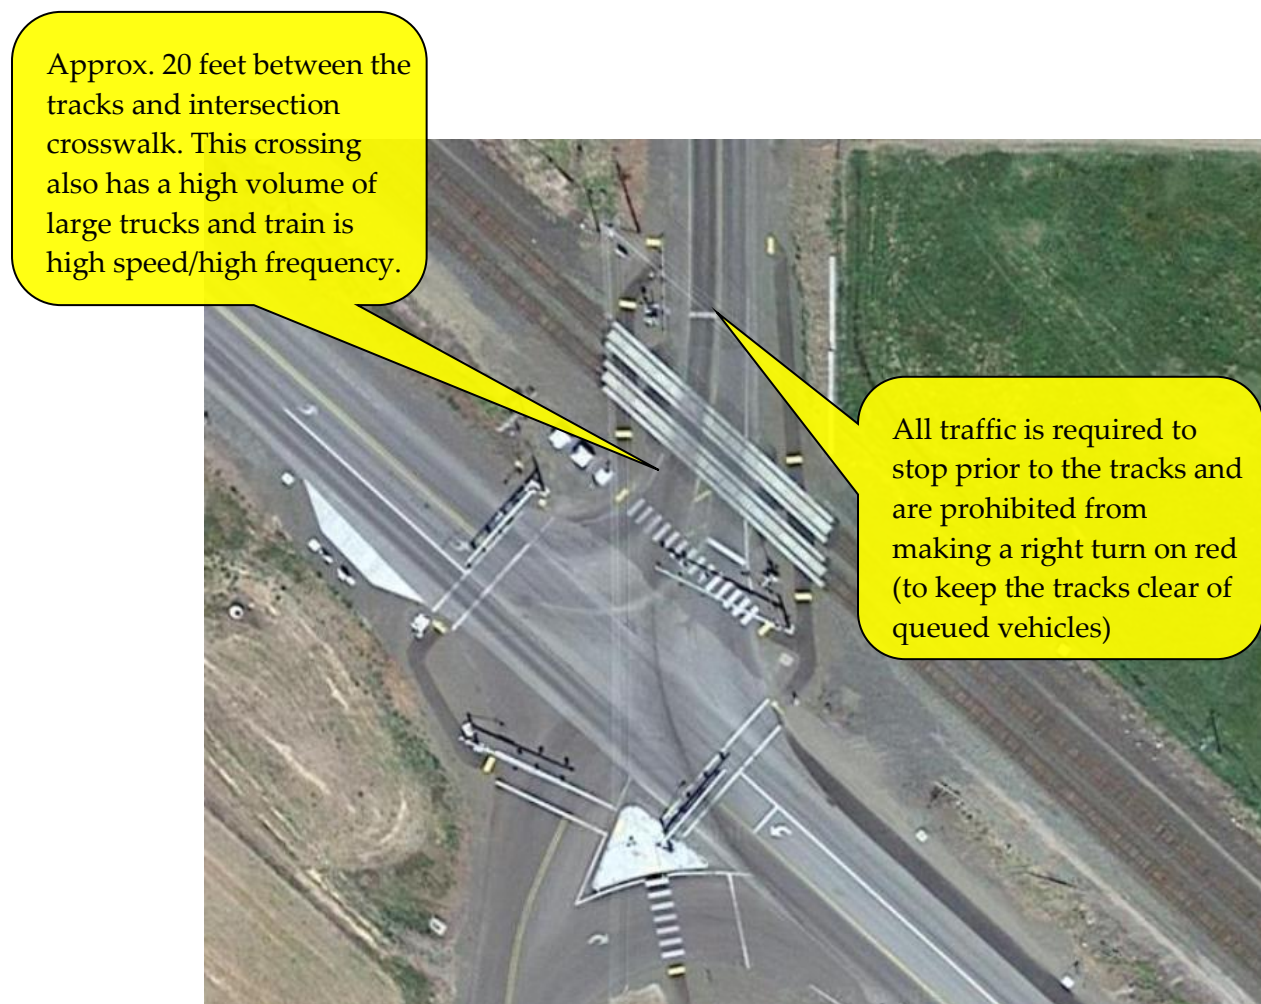 Approx. 20 feet between the
tracks and intersection
crosswalk. This crossing
also has a high volume of
large trucks and train is
high speed/high frequency.
All traffic is required to
stop prior to the tracks and
are prohibited from
making a right turn on red
(to keep the tracks clear of
queued vehicles)